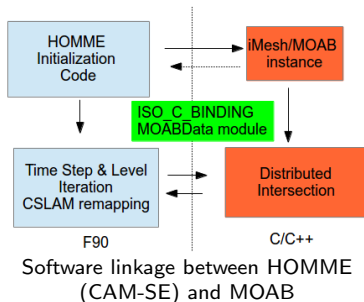 HOMME
Initialization
Code
iMesh/MOAB
instance
ISO_C_BINDING
MOABData module
Time Step & Level
Iteration
CSLAM remapping
Distributed
Intersection
F90
C/C++
Software linkage between HOMME
(CAM-SE) and MOAB